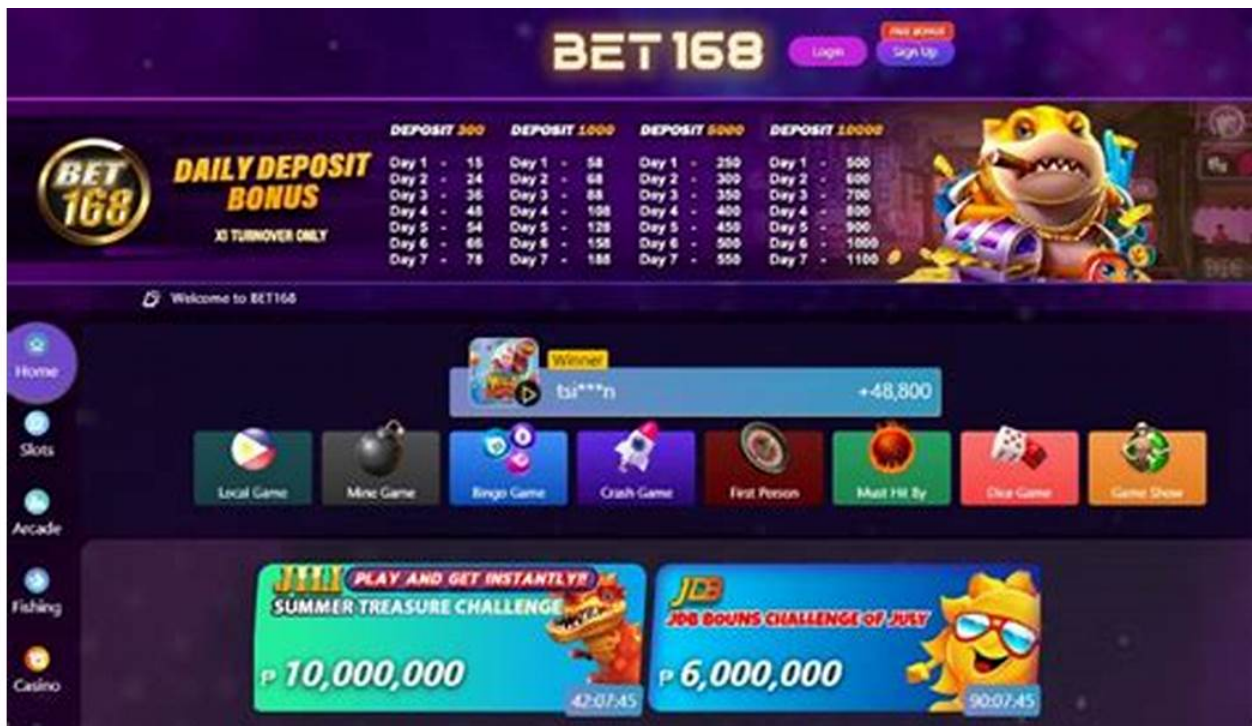 BET168
Login
FREE BONUS
Sign Up
BET
168
DAILY DEPOSIT
BONUS
X1 TURNOVER ONLY
DEPOSIT 300 DEPOSIT 1000 DEPOSIT 5000 DEPOSIT 10000
Day 1 - 15 Day 1 - 58 Day 1 - 250 Day 1 - 500
Day 2 - 24 Day 2 - 68 Day 2 - 300 Day 2 - 600
Day 3 - 36 Day 3 - 88 Day 3 - 350 Day 3 - 700
Day 4 - 48 Day 4 - 108 Day 4 - 400 Day 4 - 800
Day 5 - 54 Day 5 - 128 Day 5 - 450 Day 5 - 900
Day 6 - 66 Day 6 - 158 Day 6 - 500 Day 6 - 1000
Day 7 - 78 Day 7 - 188 Day 7 - 550 Day 7 - 1100
Welcome to BET168
Home
Slots
Arcade
Fishing
Casino
Winner
tsi***n +48,800
Local Game Mine Game Bingo Game Crash Game First Person Must Hit By Dice Game Game Show
JILI PLAY AND GET INSTANTLY!!
SUMMER TREASURE CHALLENGE
₱ 10,000,000
42:07:45
JDB
JDB BOUNS CHALLENGE OF JULY
₱ 6,000,000
90:07:45